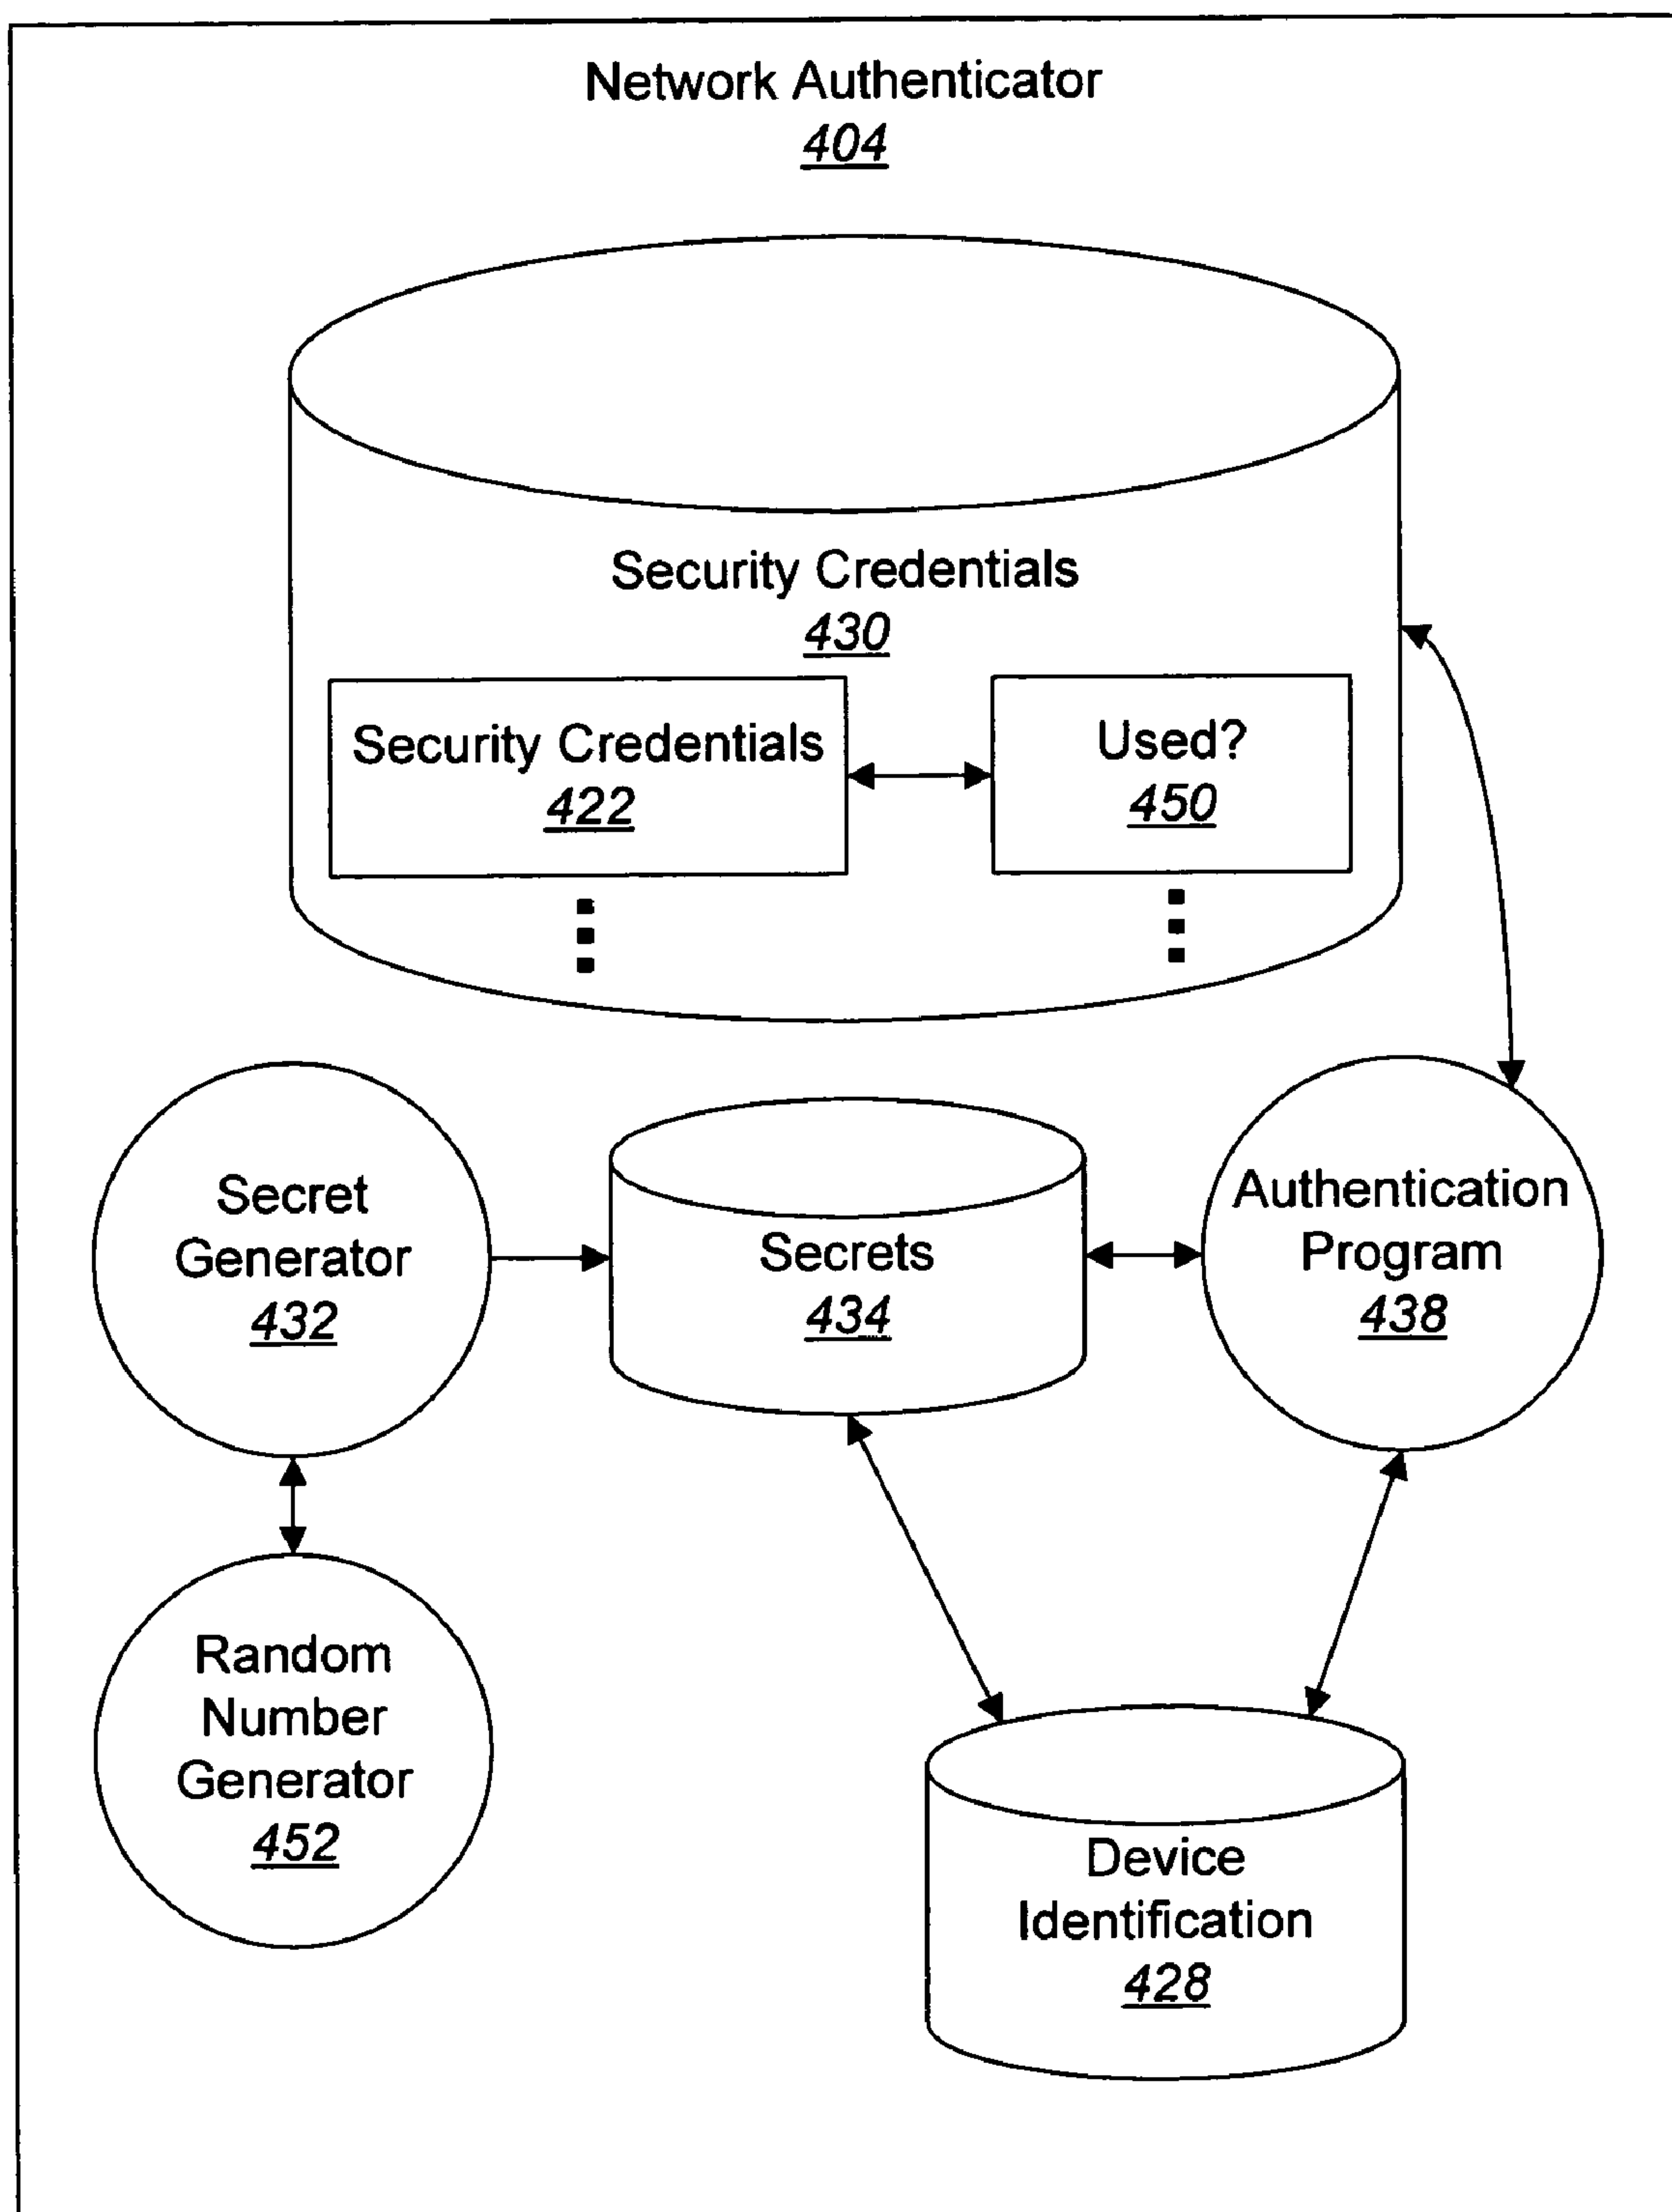 Network Authenticator
404
Security Credentials
430
Security Credentials
422
Used?
450
Secret
Generator
432
Secrets
434
Authentication
Program
438
Random
Number
Generator
452
Device
Identification
428